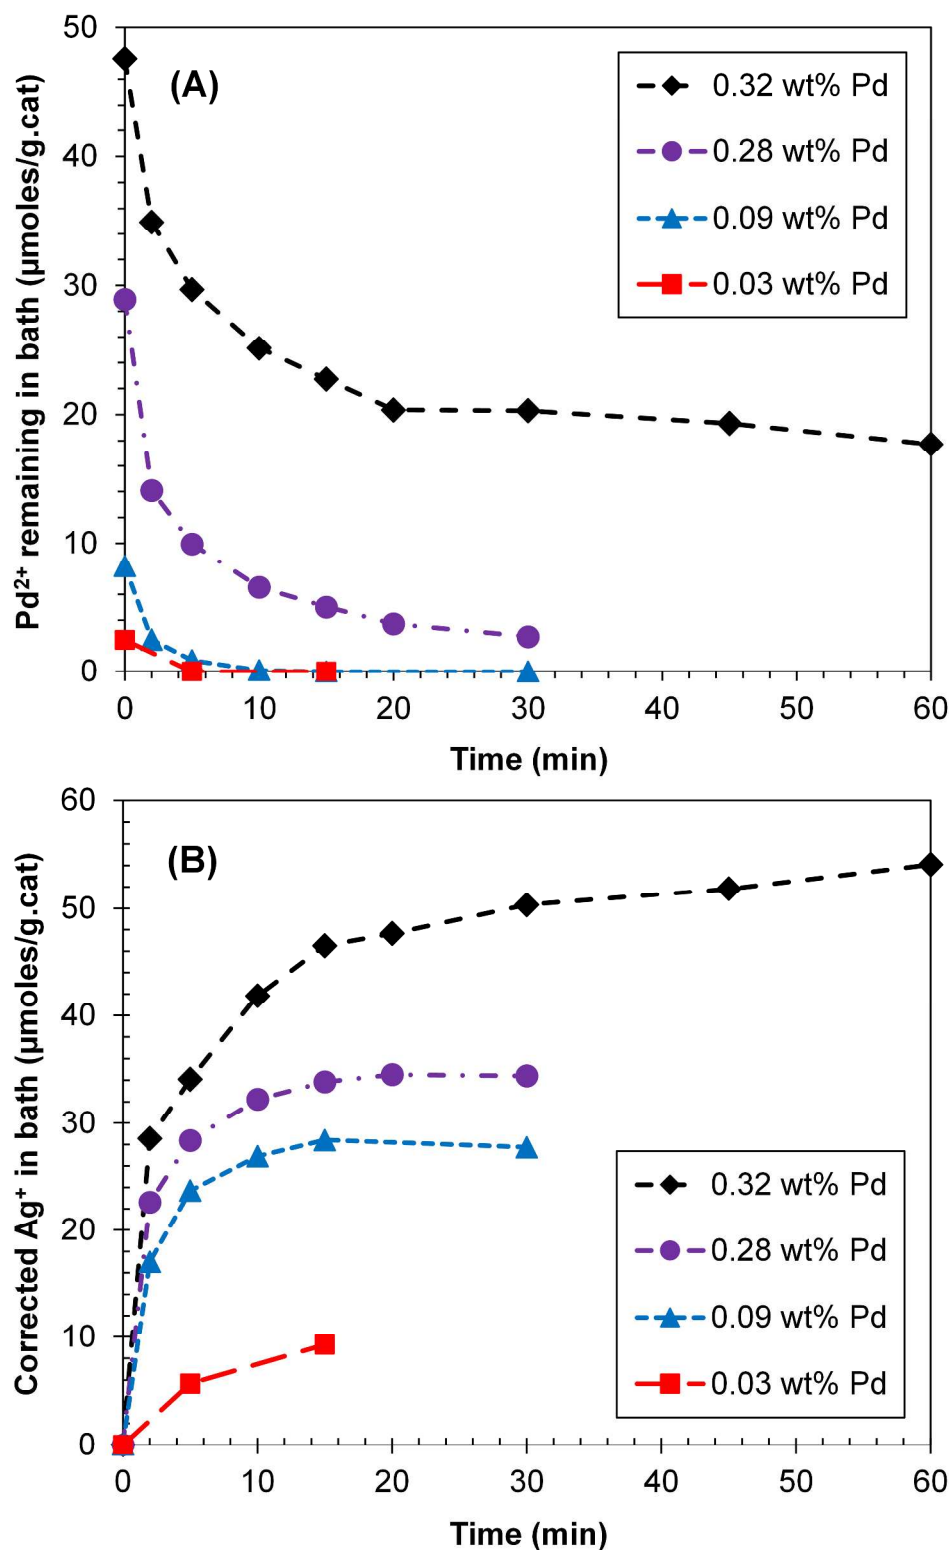 50
40
30
20
10
0
Pd²⁺ remaining in bath (μmoles/g.cat)
(A)
0.32 wt% Pd
0.28 wt% Pd
0.09 wt% Pd
0.03 wt% Pd
0 10 20 30 40 50 60
Time (min)
60
50
40
30
20
10
0
Corrected Ag⁺ in bath (μmoles/g.cat)
(B)
0.32 wt% Pd
0.28 wt% Pd
0.09 wt% Pd
0.03 wt% Pd
0 10 20 30 40 50 60
Time (min)